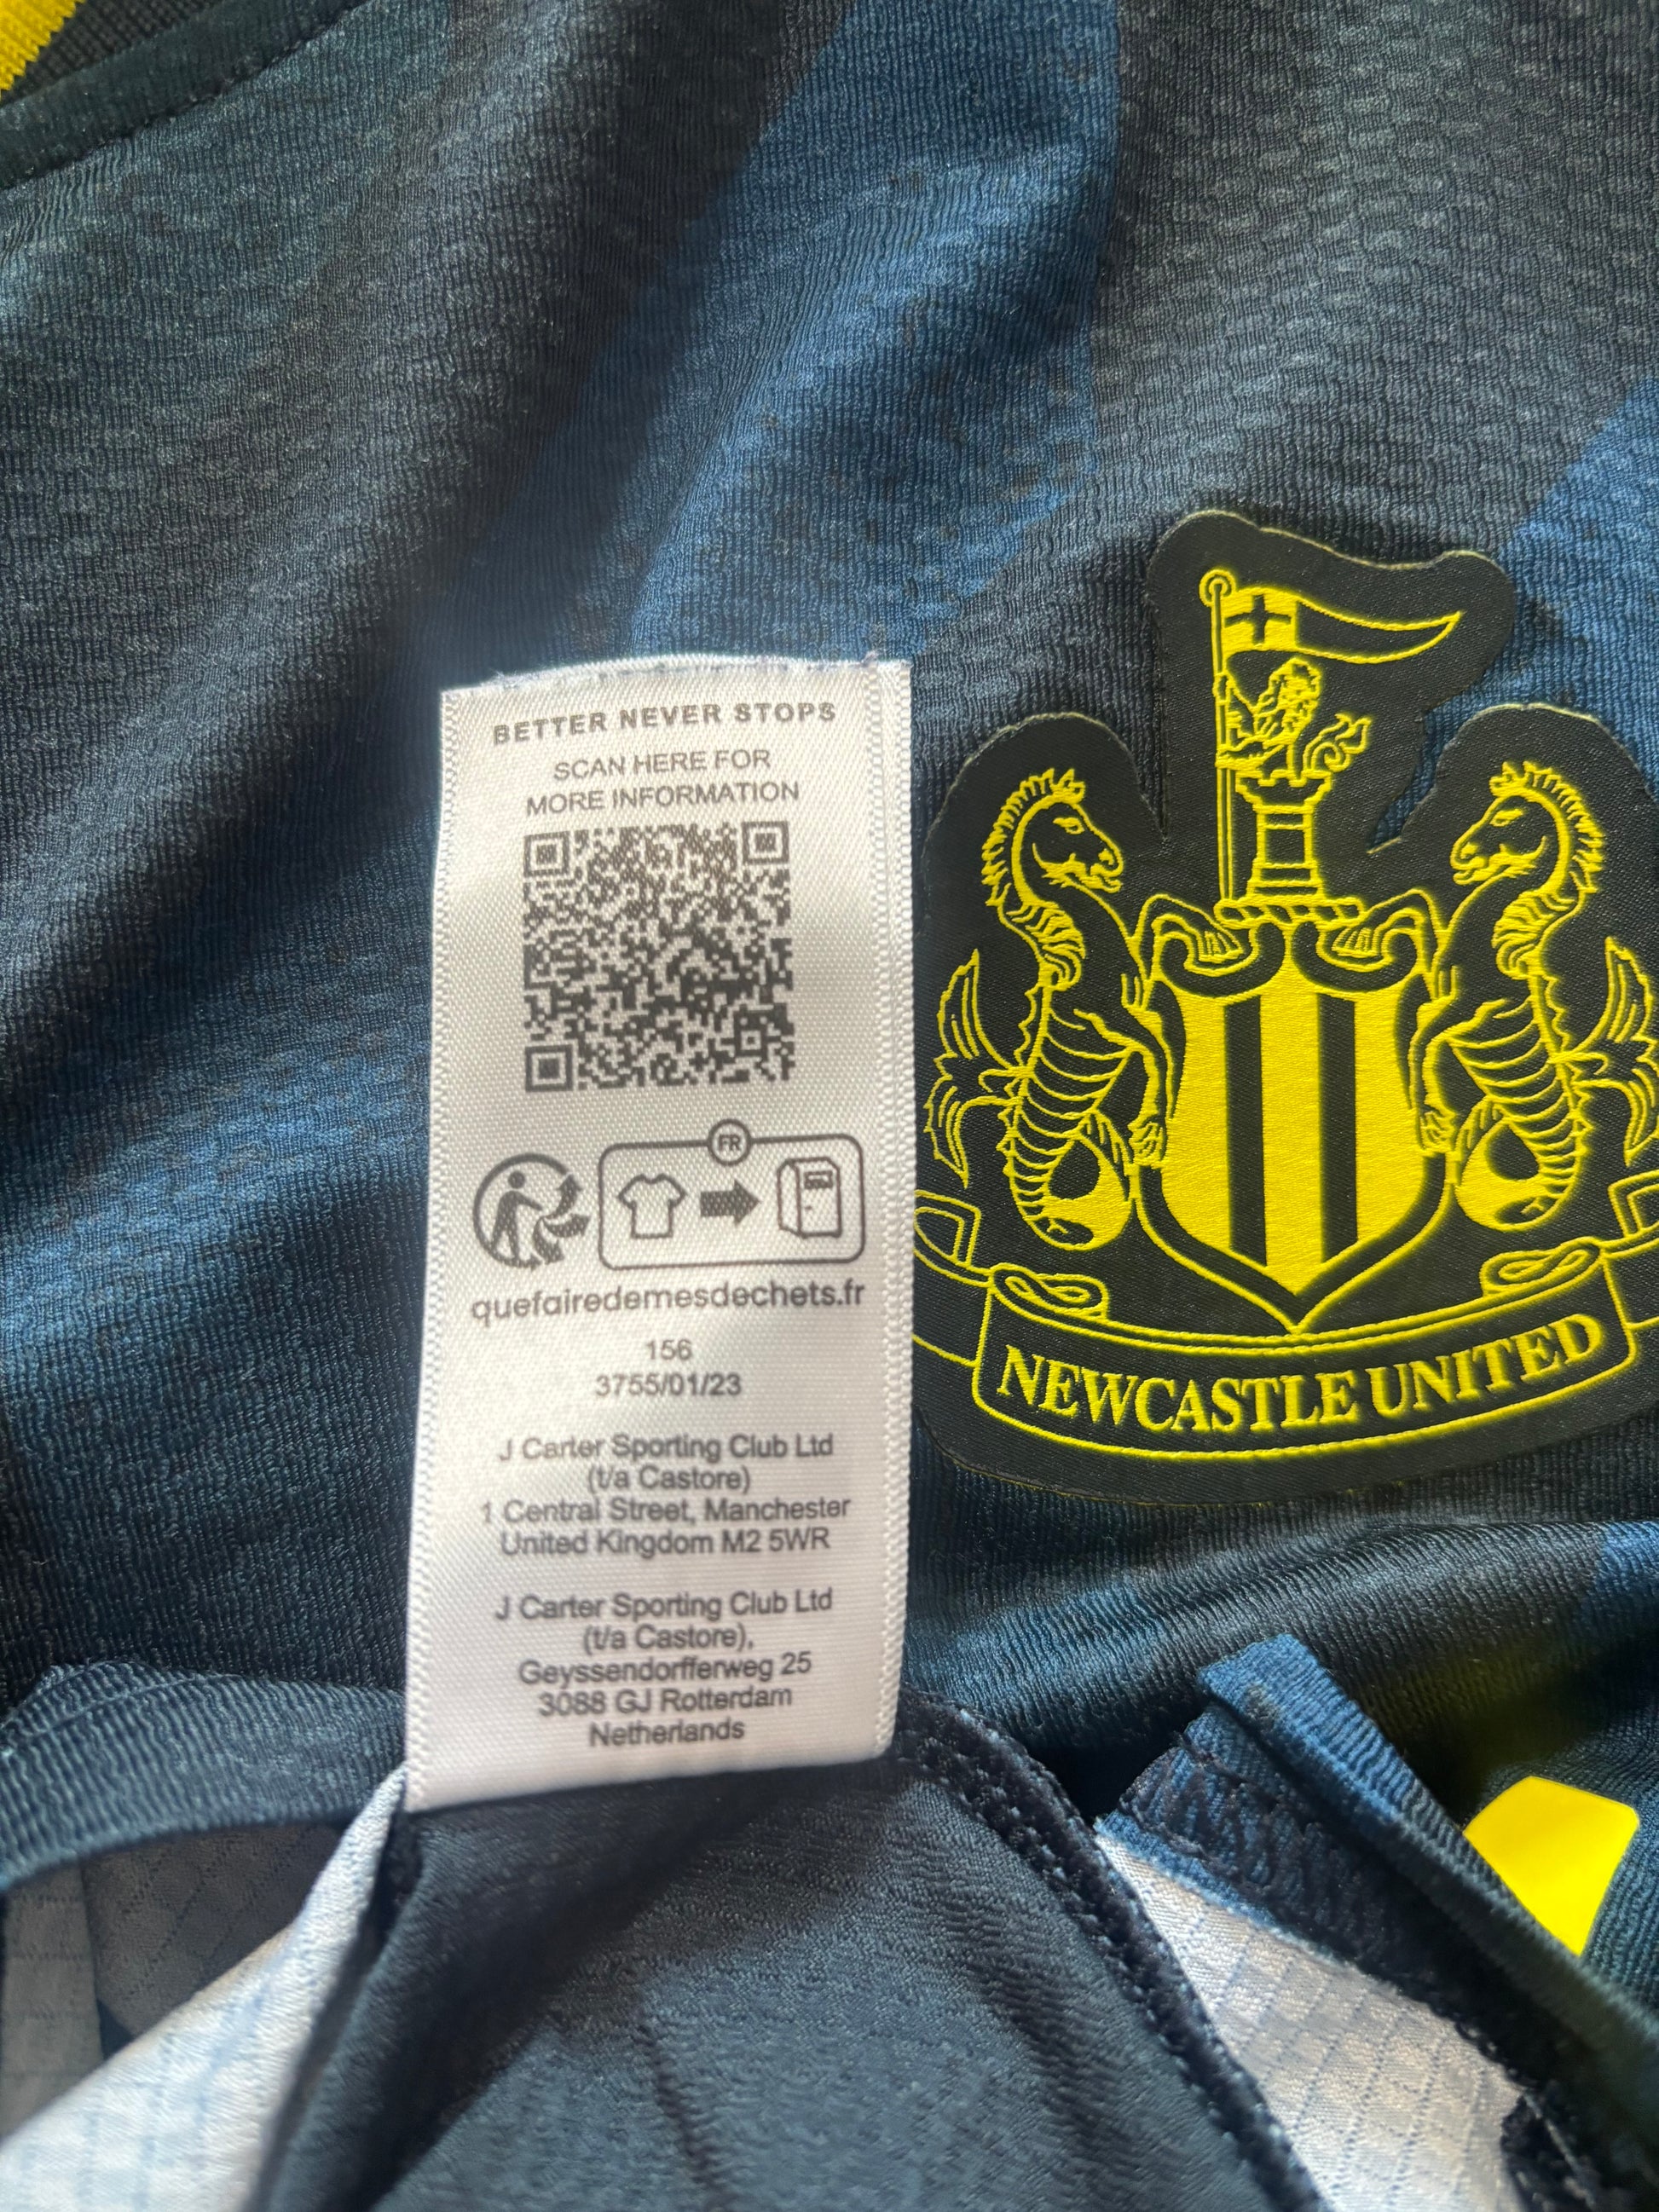 BETTER NEVER STOPS
SCAN HERE FOR
MORE INFORMATION
FR
quefairedemesdechets.fr
156
3755/01/23
J Carter Sporting Club Ltd
(t/a Castore)
1 Central Street, Manchester
United Kingdom M2 5WR
J Carter Sporting Club Ltd
(t/a Castore),
Geyssendorfferweg 25
3088 GJ Rotterdam
Netherlands
NEWCASTLE UNITED